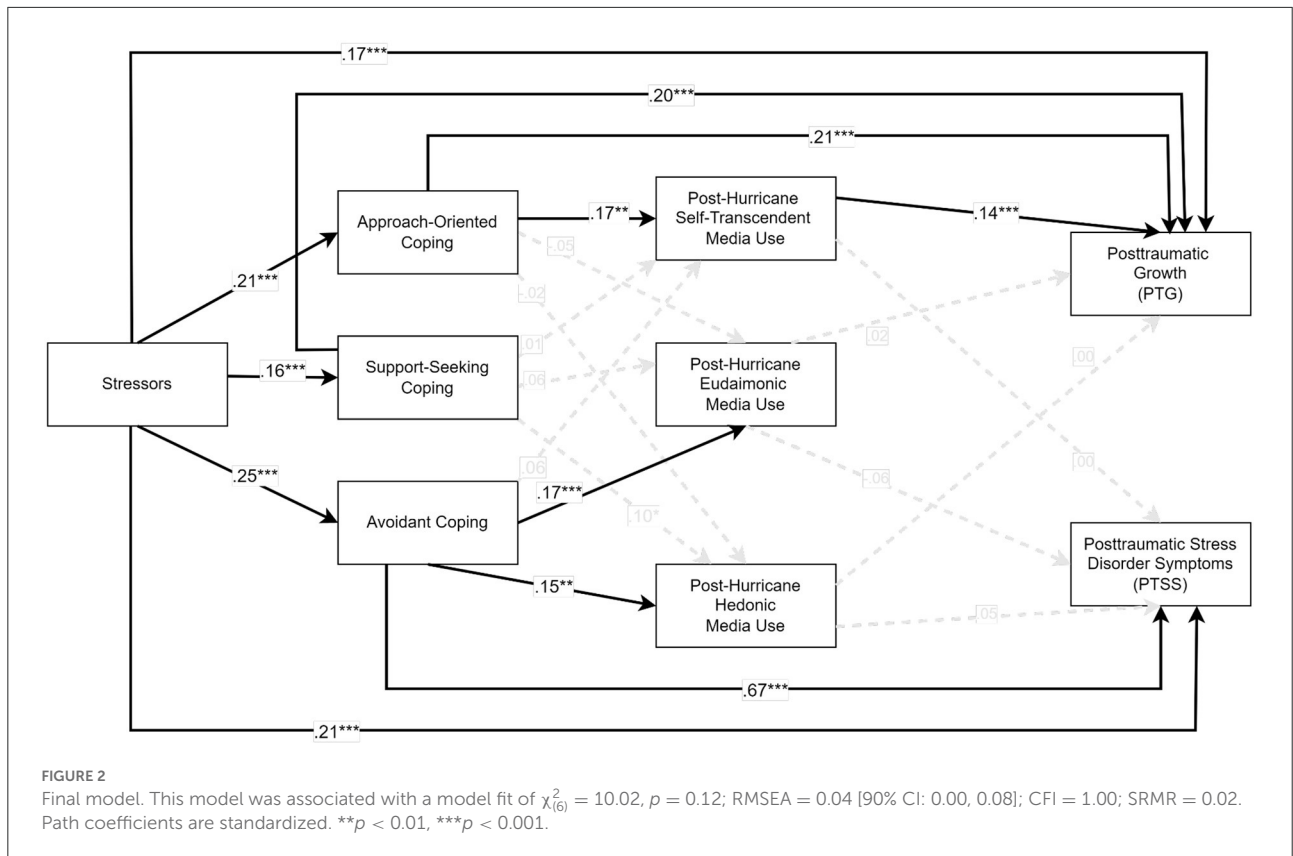 .17***
.20***
.21***
Approach-Oriented
Coping
.17**
Post-Hurricane
Self-Transcendent
Media Use
.14***
Posttraumatic
Growth
(PTG)
-.05
-.02
.21***
.01
.02
.00
Stressors
.16***
Support-Seeking
Coping
.06
Post-Hurricane
Eudaimonic
Media Use
.25***
.06
.00
-.06
Avoidant Coping
.17***
.10*
.15**
Post-Hurricane
Hedonic
Media Use
.05
Posttraumatic Stress
Disorder Symptoms
(PTSS)
.67***
.21***
FIGURE 2
Final model. This model was associated with a model fit of χ²₍₆₎ = 10.02, p = 0.12; RMSEA = 0.04 [90% CI: 0.00, 0.08]; CFI = 1.00; SRMR = 0.02.
Path coefficients are standardized. **p < 0.01, ***p < 0.001.